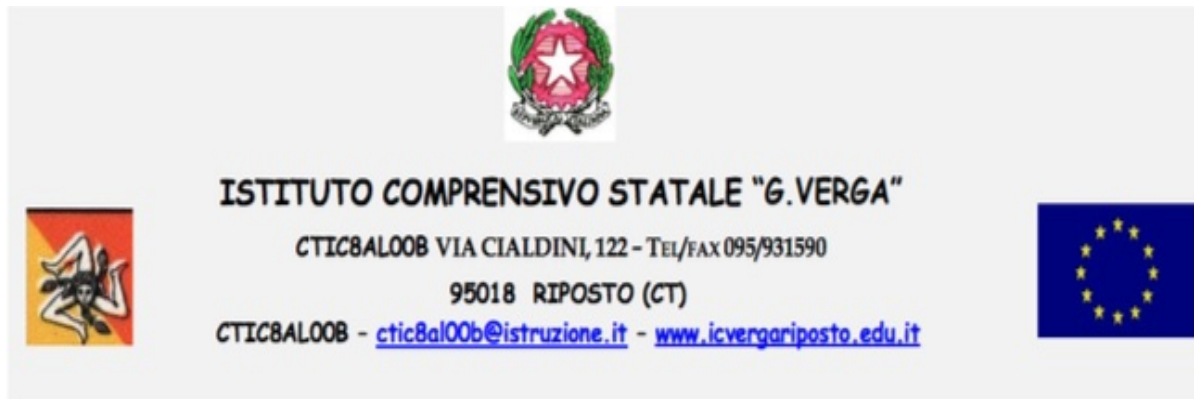 ISTITUTO COMPRENSIVO STATALE “G.VERGA”
CTIC8AL00B VIA CIALDINI, 122 – TEL/FAX 095/931590
95018 RIPOSTO (CT)
CTIC8AL00B – ctic8al00b@istruzione.it – www.icvergariposto.edu.it